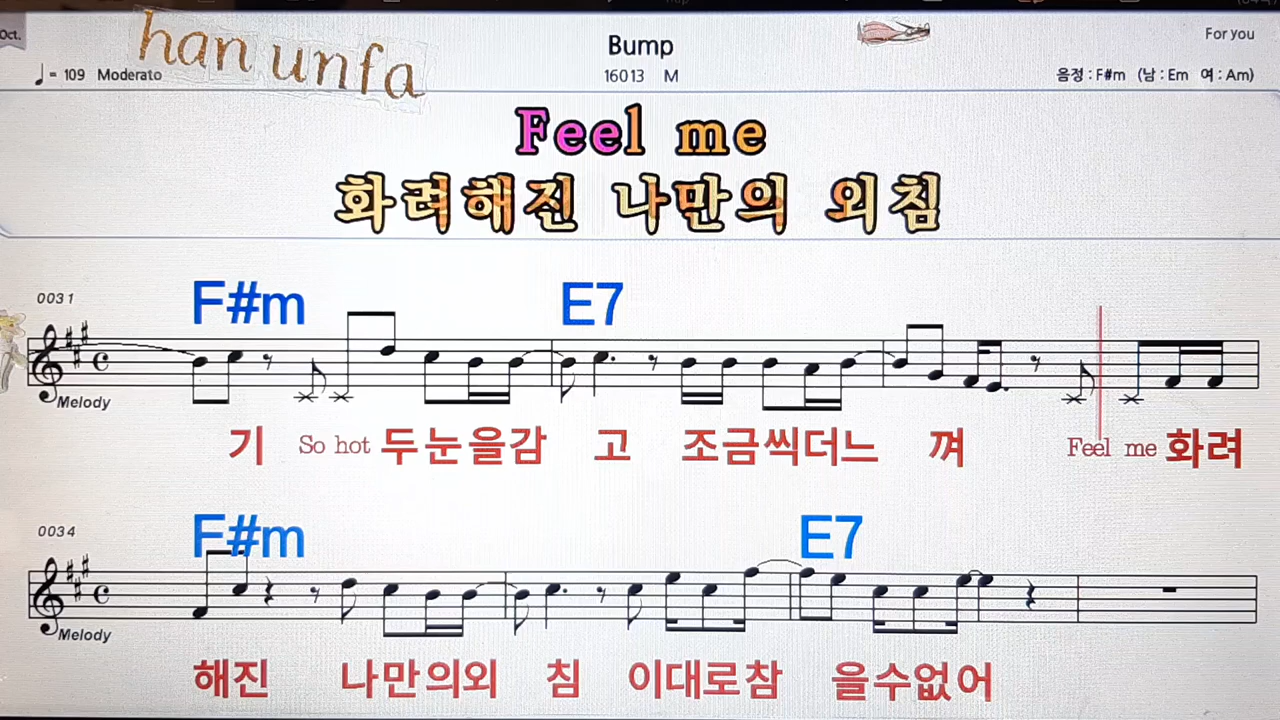 Oct.
han unfa
Bump
For you
♩= 109 Moderato
16013 M
음정 : F#m (남 : Em 여 : Am)
Feel me
화려해진 나만의 외침
0031
F#m E7
Melody
기 So hot 두눈을감 고 조금씩더느 껴 Feel me 화려
0034
F#m E7
Melody
해진 나만의외 침 이대로참 을수없어